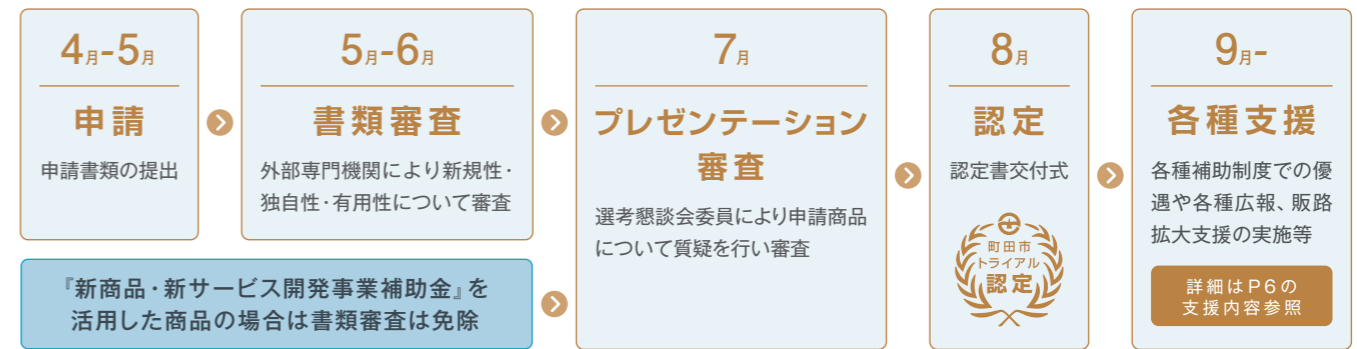 4月-5月
申請
申請書類の提出
5月-6月
書類審査
外部専門機関により新規性・
独自性・有用性について審査
『新商品・新サービス開発事業補助金』を
活用した商品の場合は書類審査は免除
7月
プレゼンテーション
審査
選考懇談会委員により申請商品
について質疑を行い審査
8月
認定
認定書交付式
町田市
トライアル
認定
9月-
各種支援
各種補助制度での優
遇や各種広報、販路
拡大支援の実施等
詳細はP6の
支援内容参照